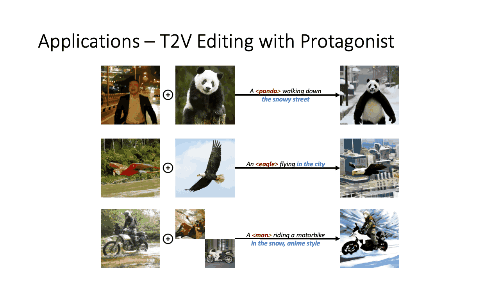 Applications – T2V Editing with Protagonist
A <panda> walking down
the snowy street
An <eagle> flying in the city
A <man> riding a motorbike
in the snow, anime style